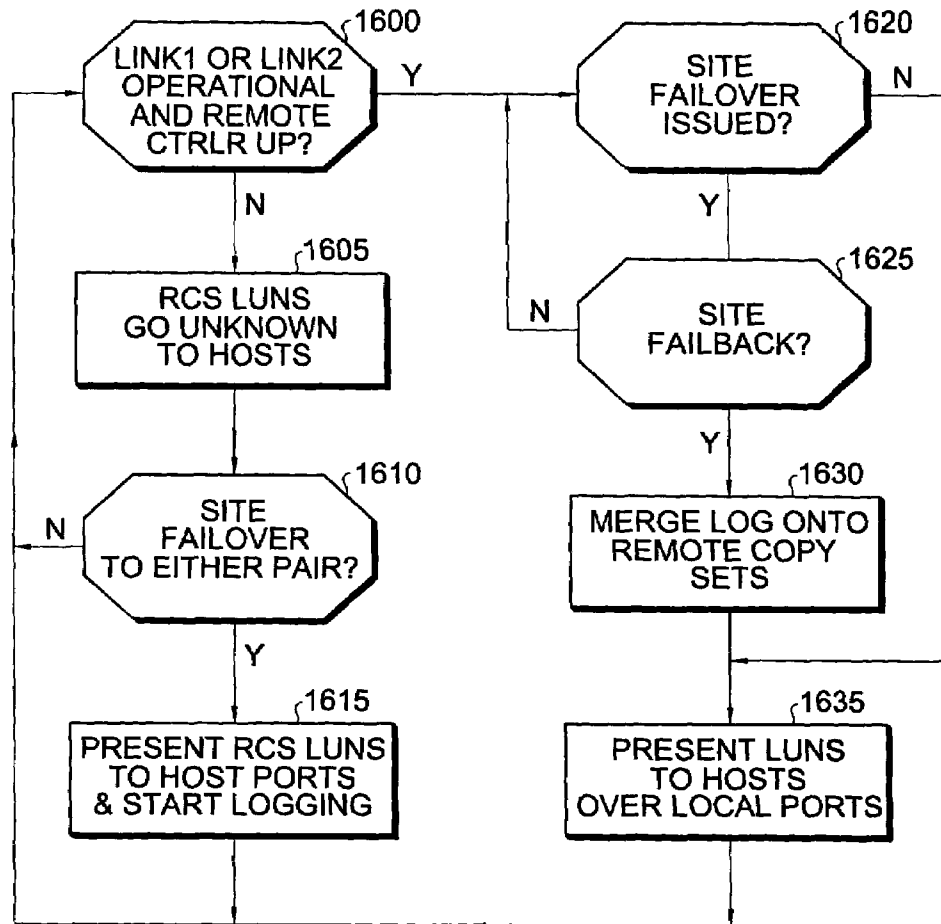 1600
LINK1 OR LINK2
OPERATIONAL
AND REMOTE
CTRLR UP?
Y
N
1605
RCS LUNS
GO UNKNOWN
TO HOSTS
1610
SITE
FAILOVER
TO EITHER PAIR?
N
Y
1615
PRESENT RCS LUNS
TO HOST PORTS
& START LOGGING
1620
SITE
FAILOVER
ISSUED?
N
Y
1625
SITE
FAILBACK?
N
Y
1630
MERGE LOG ONTO
REMOTE COPY
SETS
1635
PRESENT LUNS
TO HOSTS
OVER LOCAL PORTS